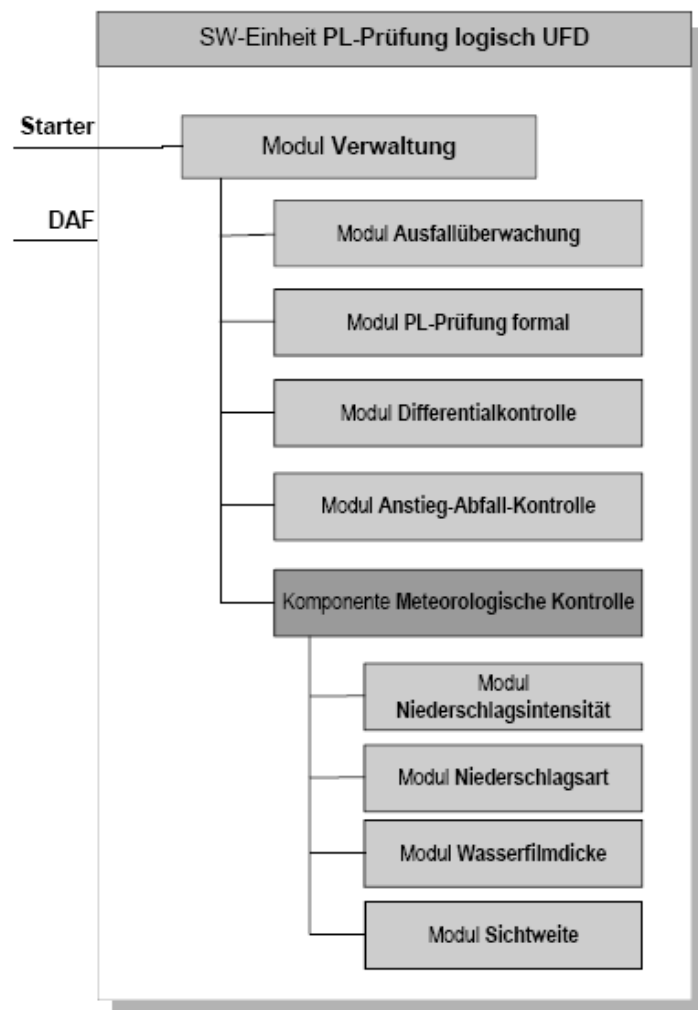 SW-Einheit PL-Prüfung logisch UFD
Starter
Modul Verwaltung
DAF
Modul Ausfallüberwachung
Modul PL-Prüfung formal
Modul Differentialkontrolle
Modul Anstieg-Abfall-Kontrolle
Komponente Meteorologische Kontrolle
Modul
Niederschlagsintensität
Modul Niederschlagsart
Modul Wasserfilmdicke
Modul Sichtweite